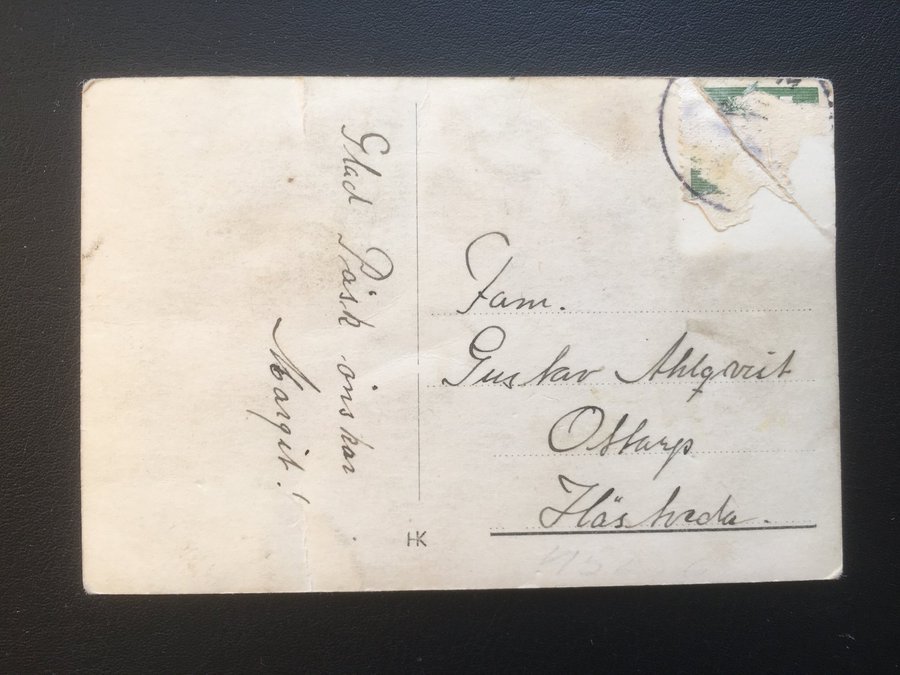 Glad Påsk önskar
Margit!
Fam.
Gustav Ahlqvist
Ottarp
Hästveda.
HK